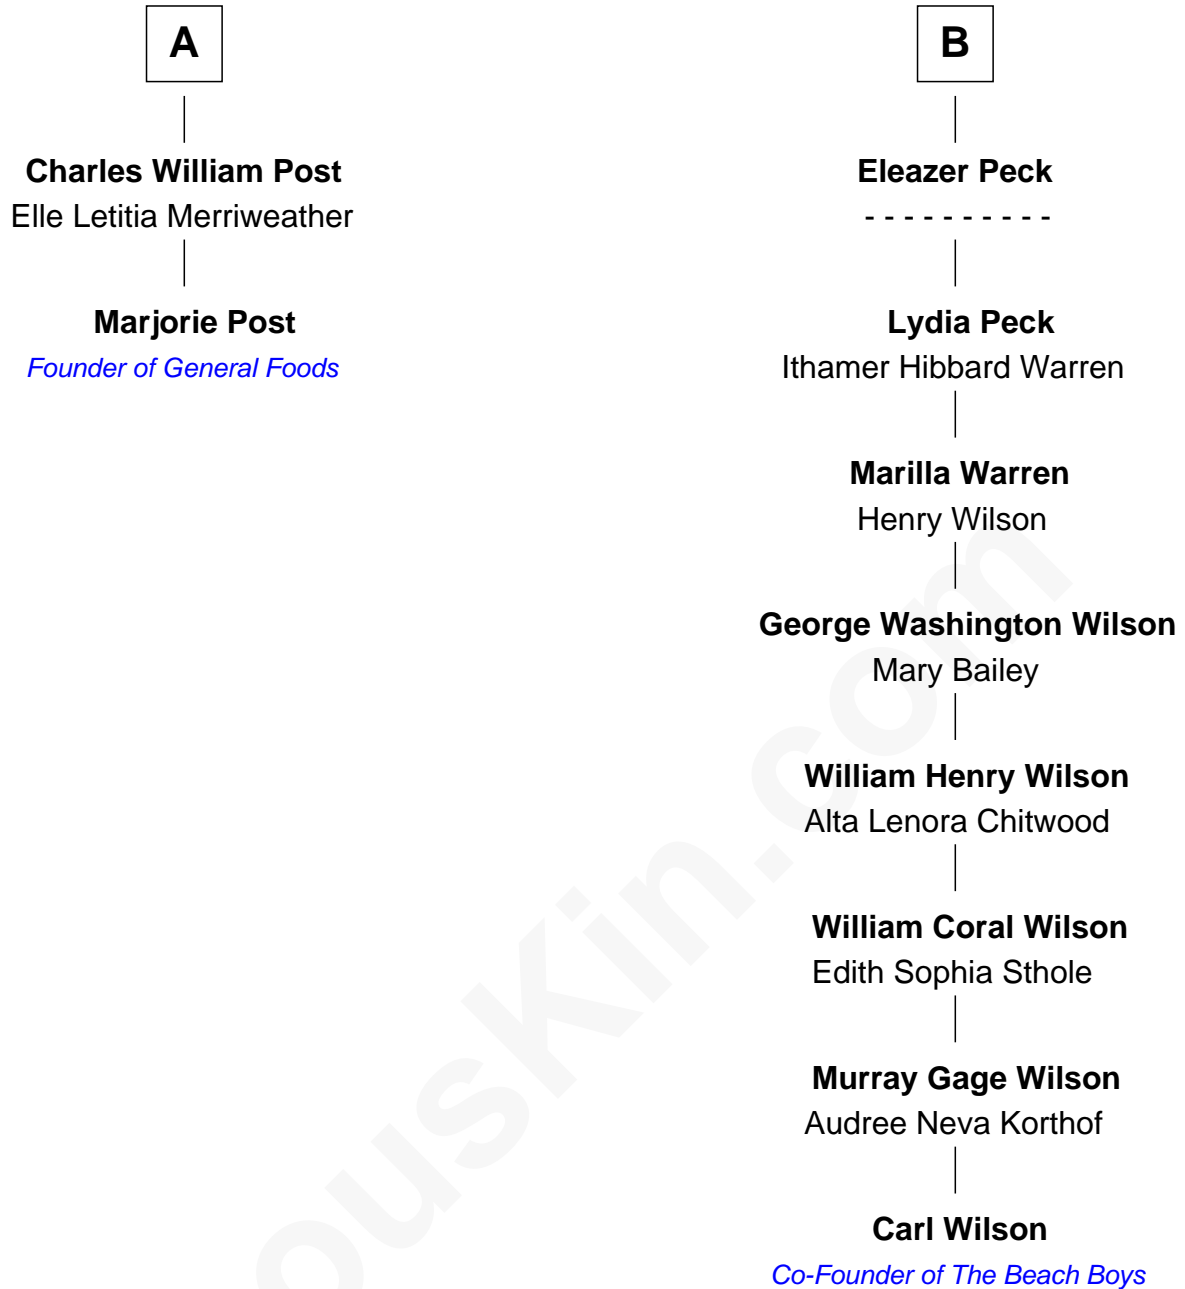 A
Charles William Post
Elle Letitia Merriweather
Marjorie Post
Founder of General Foods
B
Eleazer Peck
- - - - - - - - - -
Lydia Peck
Ithamer Hibbard Warren
Marilla Warren
Henry Wilson
George Washington Wilson
Mary Bailey
William Henry Wilson
Alta Lenora Chitwood
William Coral Wilson
Edith Sophia Sthole
Murray Gage Wilson
Audree Neva Korthof
Carl Wilson
Co-Founder of The Beach Boys
ousKin.com